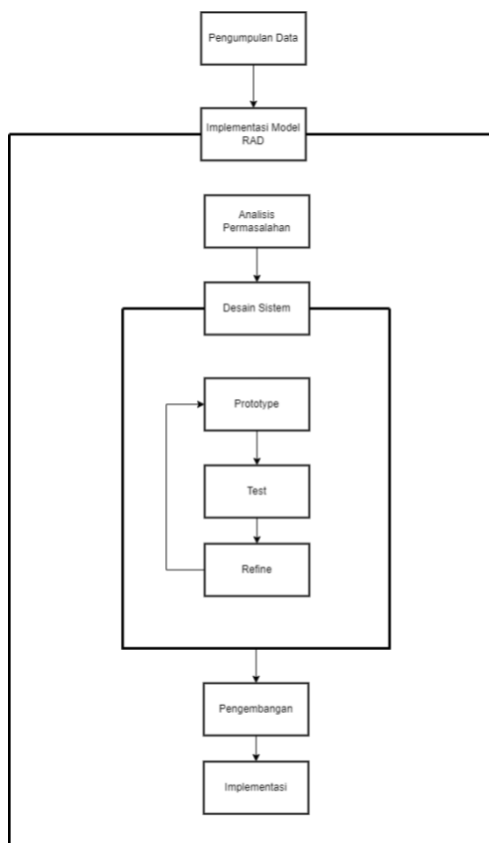 Pengumpulan Data
Implementasi Model
RAD
Analisis
Permasalahan
Desain Sistem
Prototype
Test
Refine
Pengembangan
Implementasi